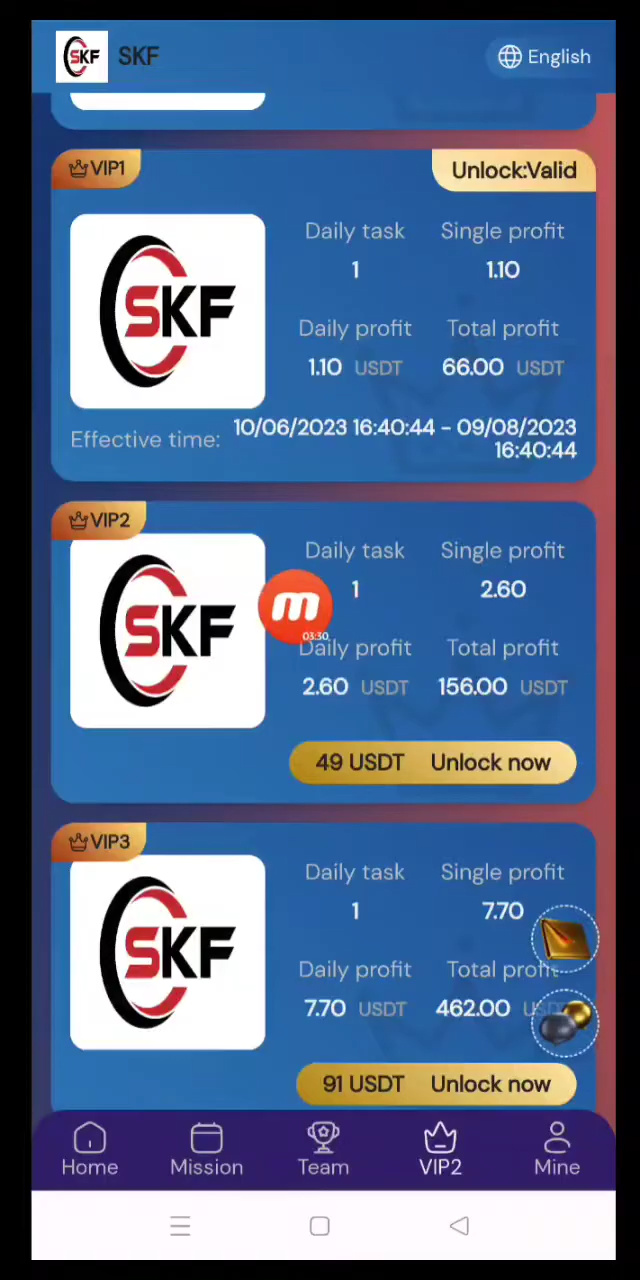 SKF SKF English
VIP1 Unlock:Valid
SKF
Daily task Single profit
1 1.10
Daily profit Total profit
1.10 USDT 66.00 USDT
Effective time: 10/06/2023 16:40:44 - 09/08/2023
16:40:44
VIP2
SKF
Daily task Single profit
1 2.60
m
03:30
Daily profit Total profit
2.60 USDT 156.00 USDT
49 USDT Unlock now
VIP3
SKF
Daily task Single profit
1 7.70
Daily profit Total profit
7.70 USDT 462.00 USDT
91 USDT Unlock now
Home Mission Team VIP2 Mine